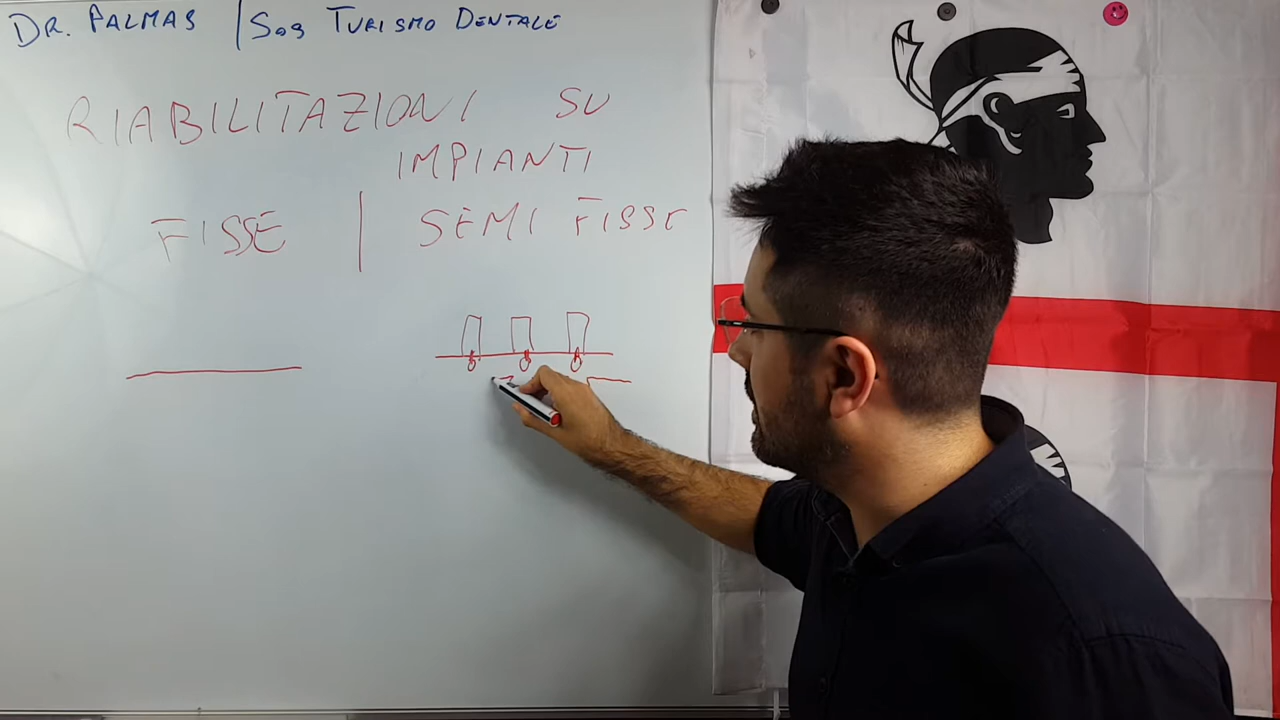 DR. PALMAS | SOS TURISMO DENTALE
RIABILITAZIONI SU
IMPIANTI
FISSE | SEMI FISSE